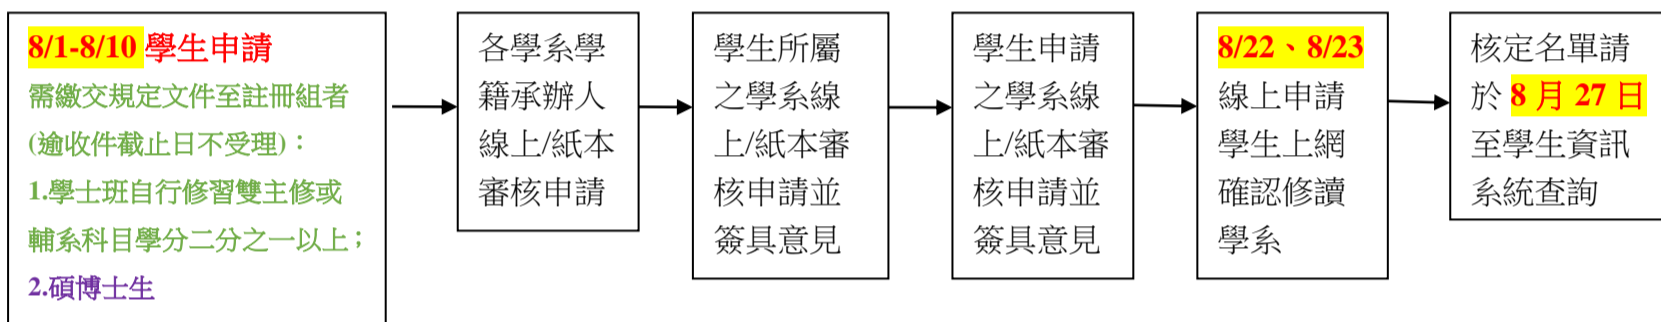 8/1-8/10 學生申請
需繳交規定文件至註冊組者
(逾收件截止日不受理)：
1.學士班自行修習雙主修或
輔系科目學分二分之一以上；
2.碩博士生
各學系學
籍承辦人
線上/紙本
審核申請
學生所屬
之學系線
上/紙本審
核申請並
簽具意見
學生申請
之學系線
上/紙本審
核申請並
簽具意見
8/22、8/23
線上申請
學生上網
確認修讀
學系
核定名單請
於 8 月 27 日
至學生資訊
系統查詢